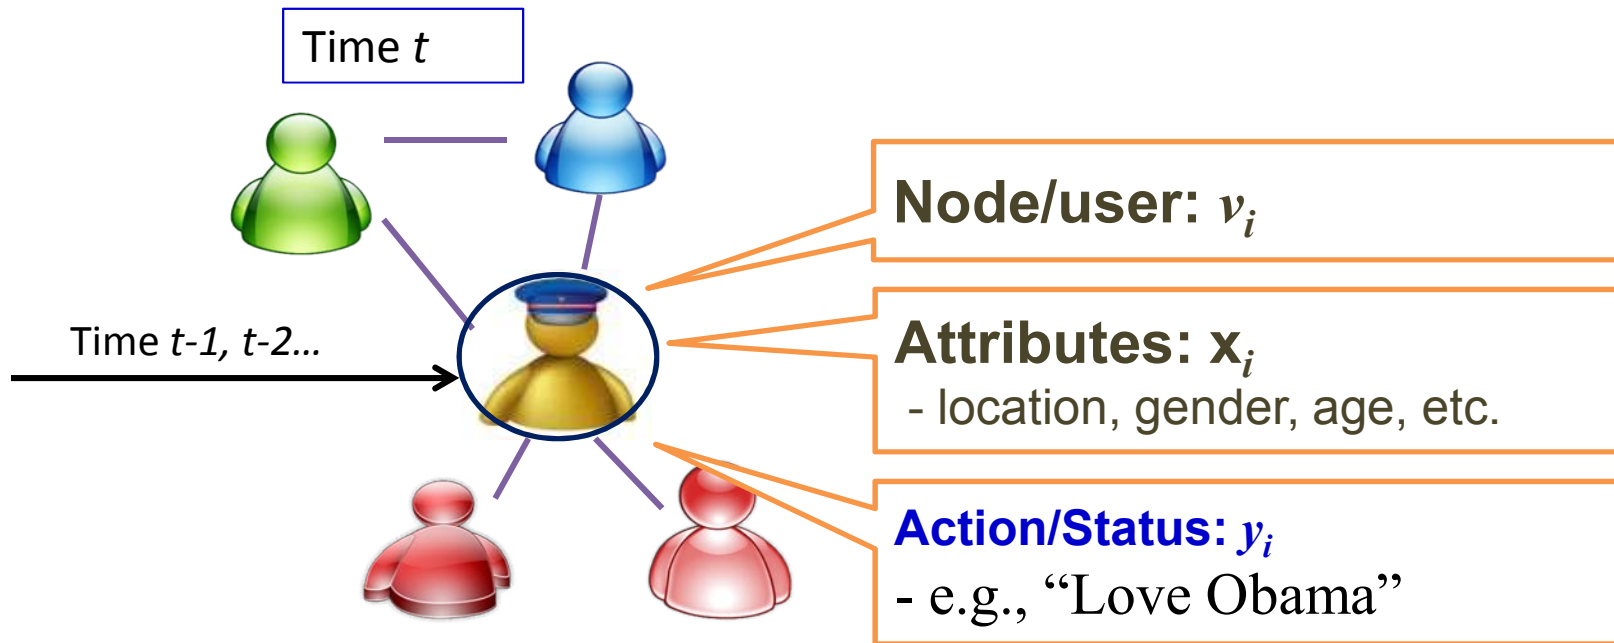 Time t
Node/user: vᵢ
Time t-1, t-2…
Attributes: xᵢ
- location, gender, age, etc.
Action/Status: yᵢ
- e.g., “Love Obama”